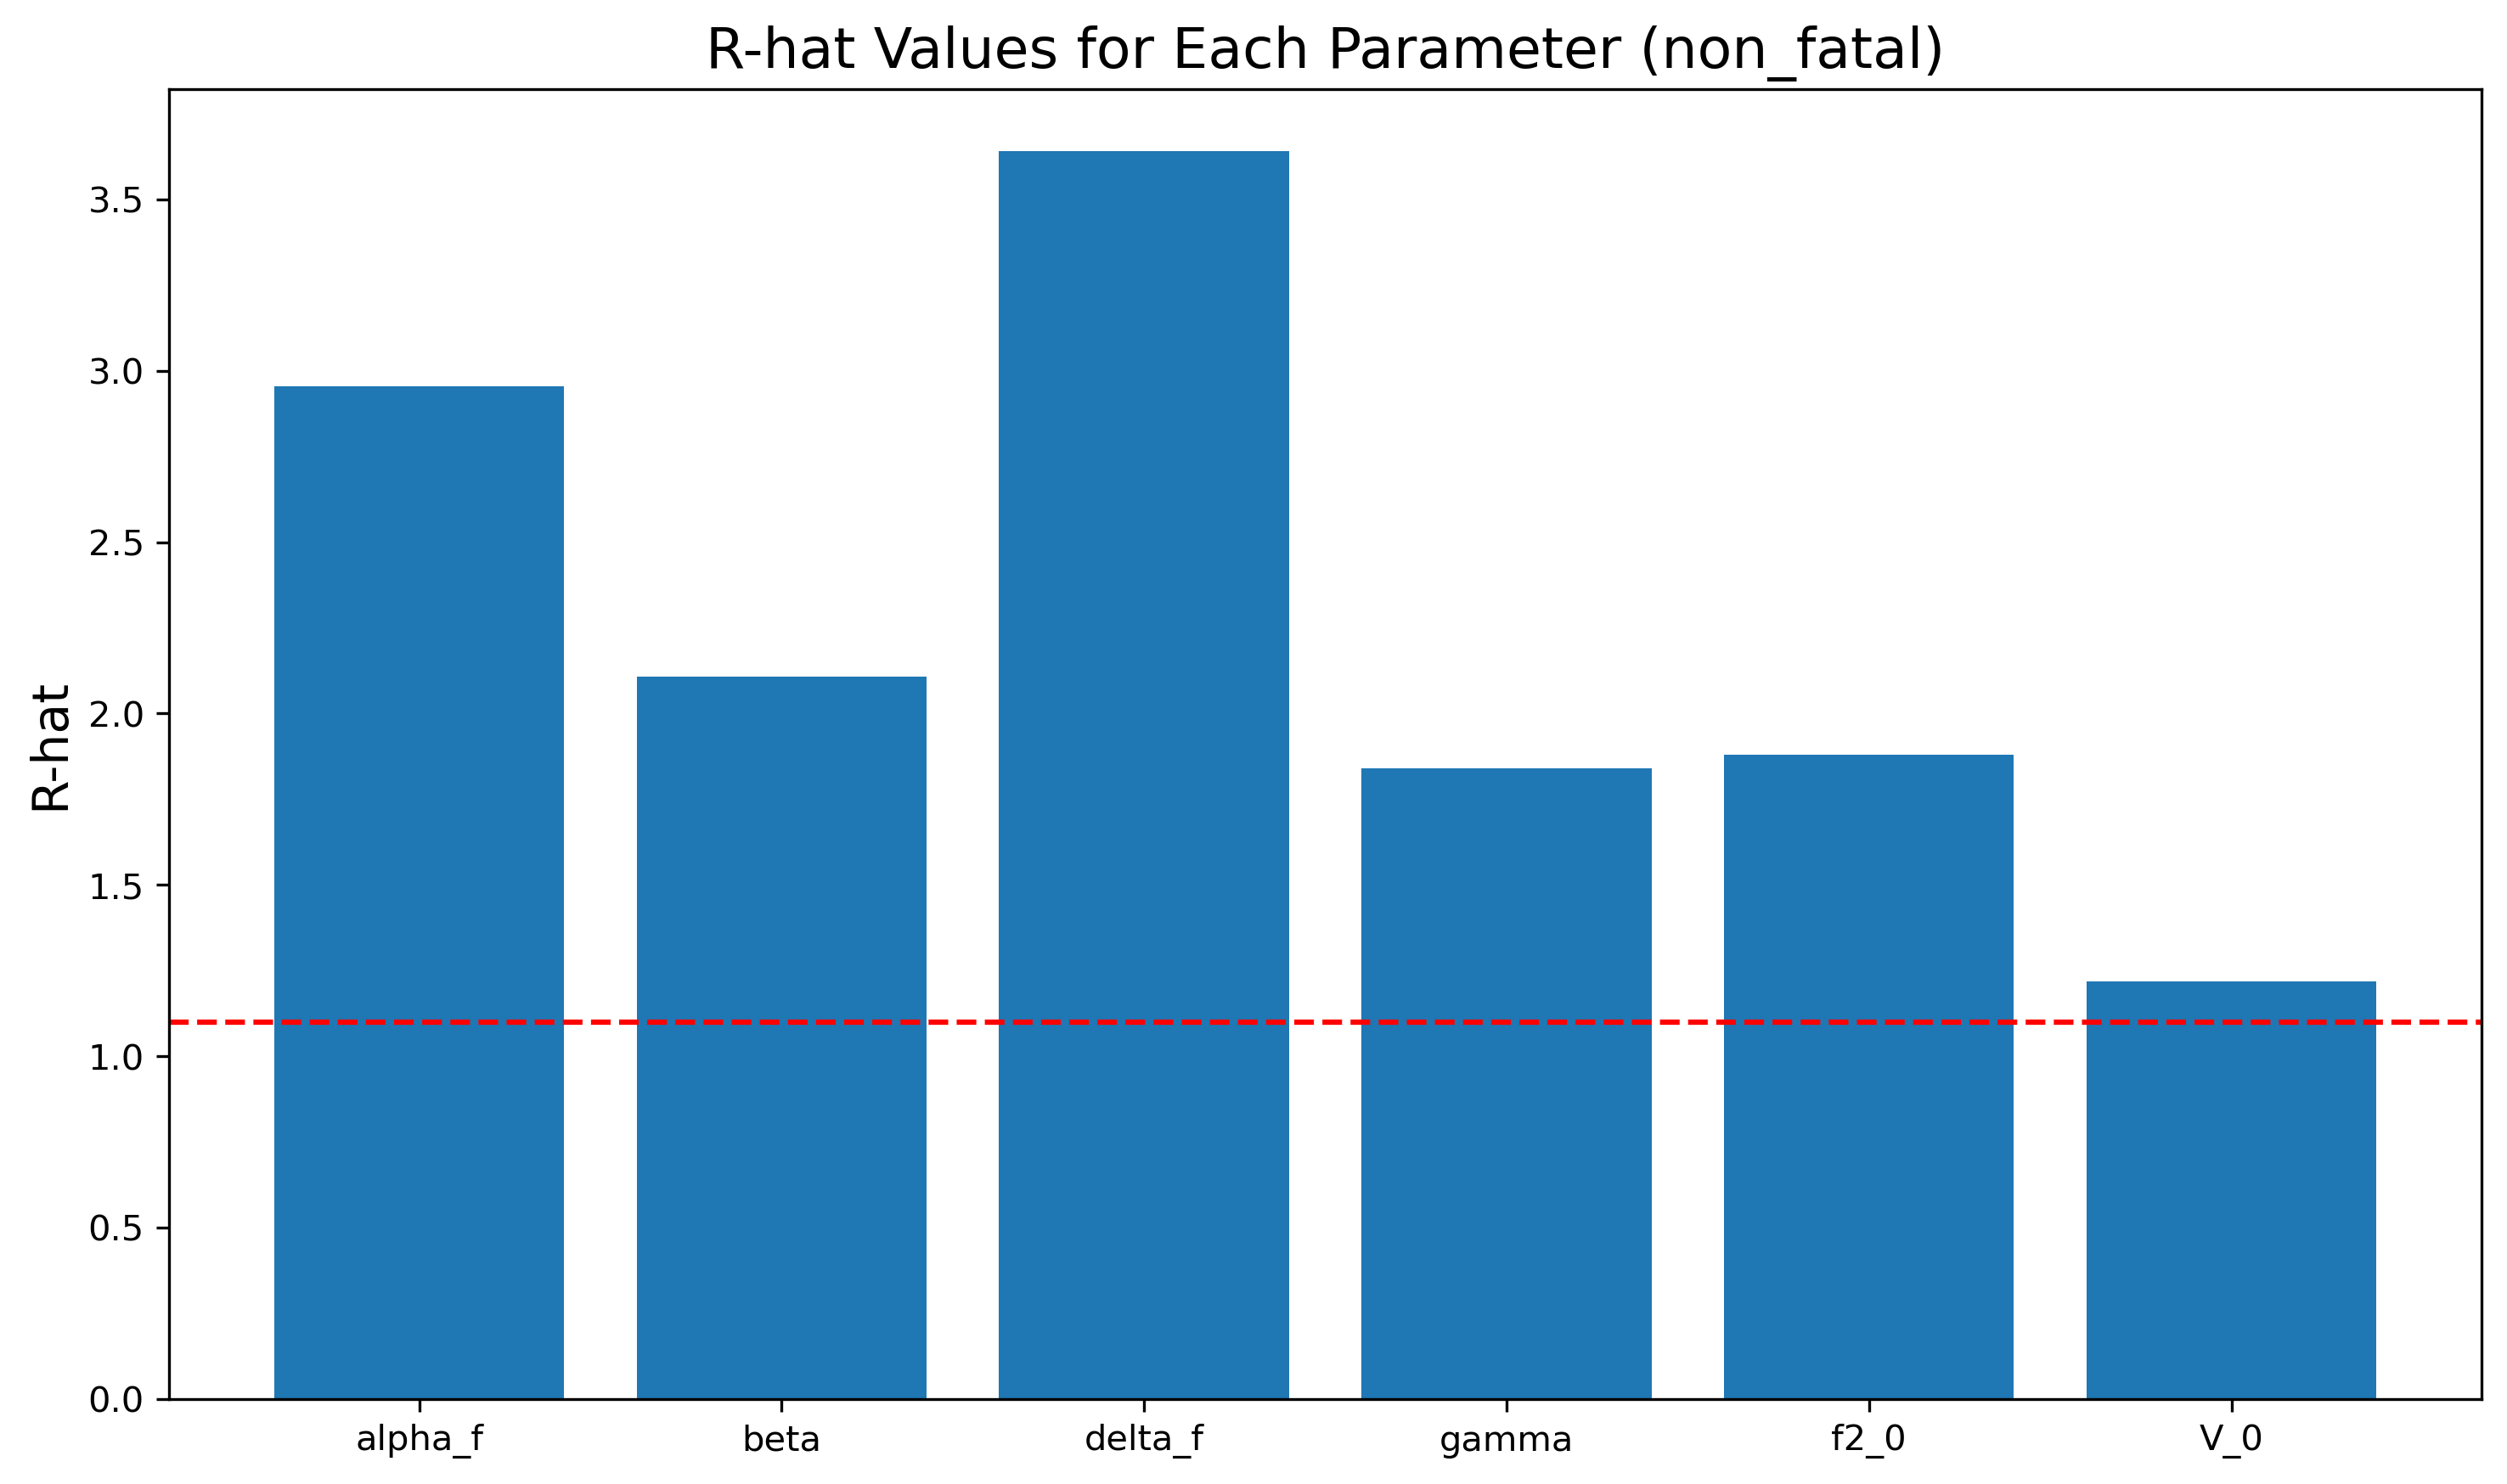 R-hat Values for Each Parameter (non_fatal)
R-hat
3.5
3.0
2.5
2.0
1.5
1.0
0.5
0.0
alpha_f beta delta_f gamma f2_0 V_0